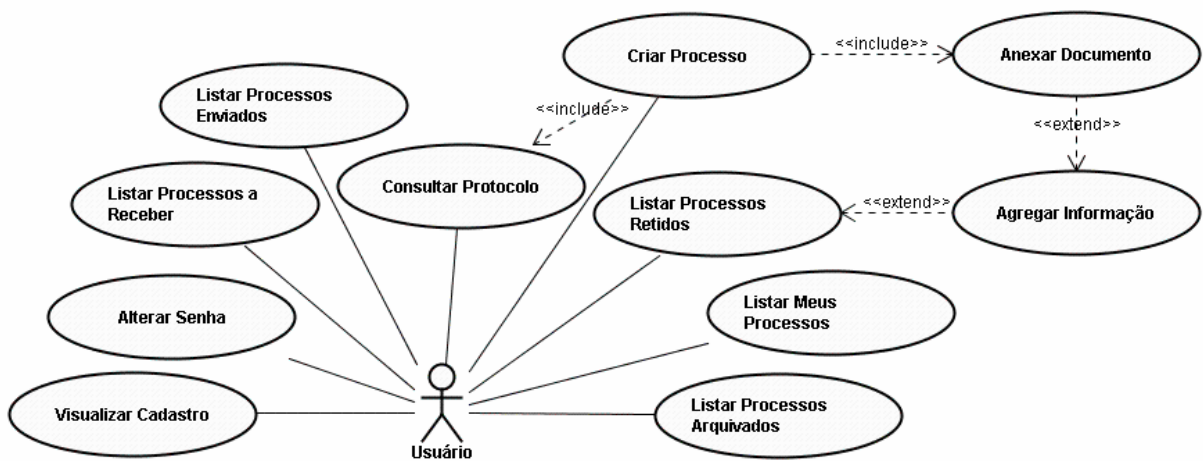 Criar Processo
<<include>>
Anexar Documento
Listar Processos
Enviados
<<include>>
<<extend>>
Consultar Protocolo
Listar Processos a
Receber
Listar Processos
Retidos
<<extend>>
Agregar Informação
Alterar Senha
Listar Meus
Processos
Visualizar Cadastro
Listar Processos
Arquivados
Usuário